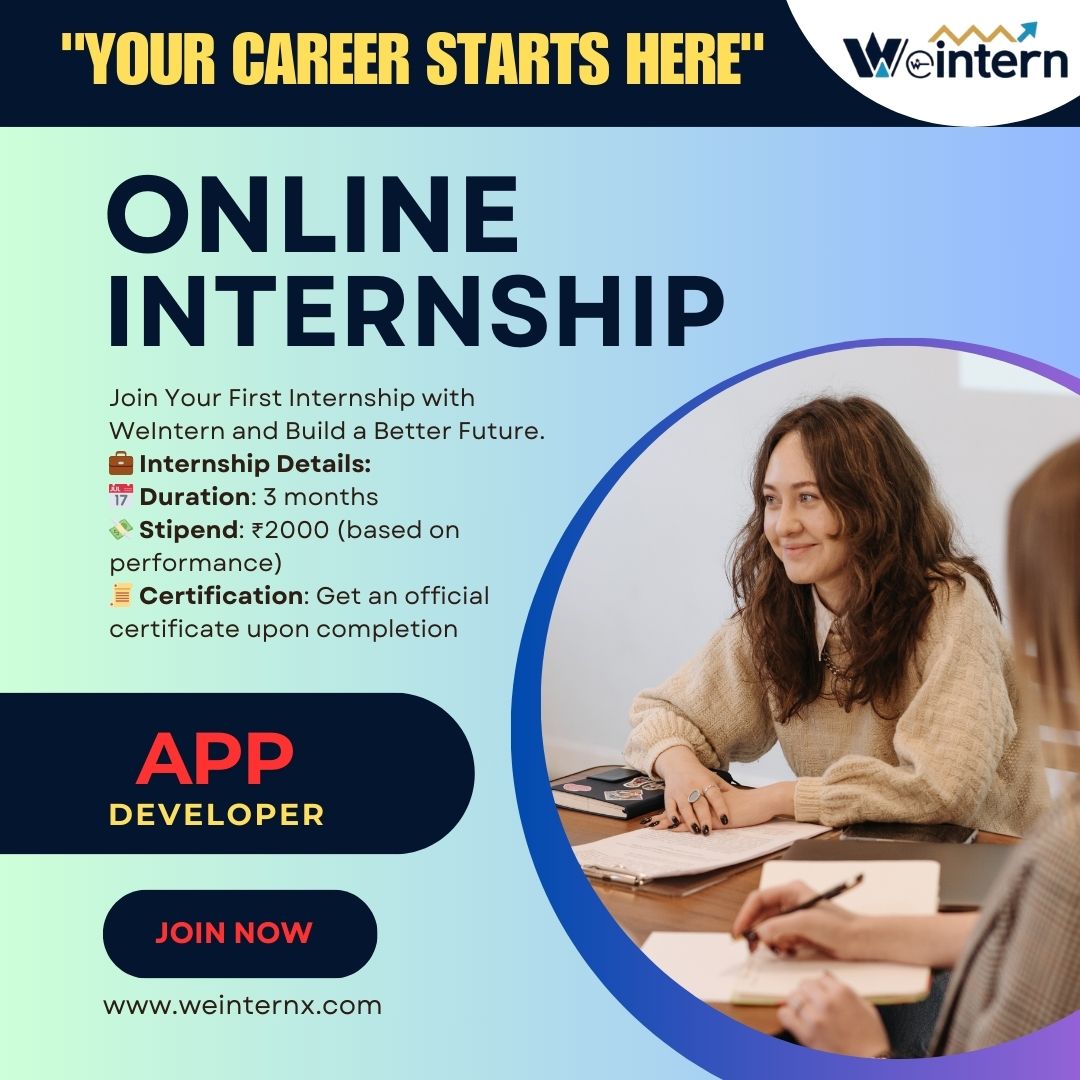 "YOUR CAREER STARTS HERE"
Weintern
ONLINE
INTERNSHIP
Join Your First Internship with
WeIntern and Build a Better Future.
💼 Internship Details:
📅 Duration: 3 months
💸 Stipend: ₹2000 (based on
performance)
📜 Certification: Get an official
certificate upon completion
APP
DEVELOPER
JOIN NOW
www.weinternx.com